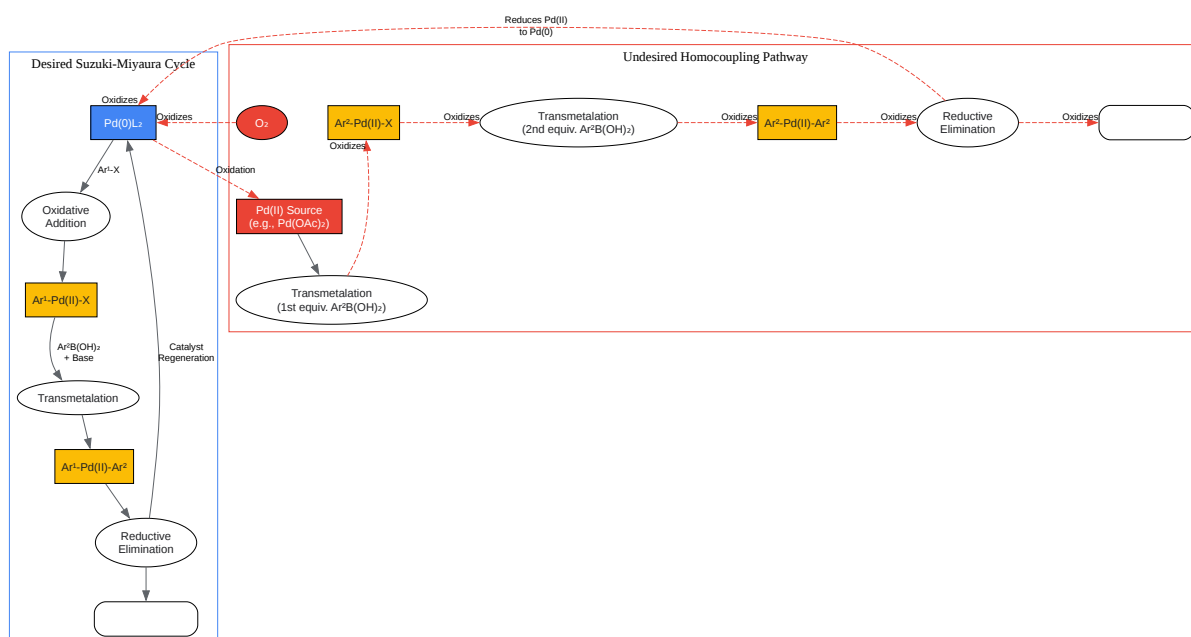 Reduces Pd(II)
to Pd(0)
Desired Suzuki-Miyaura Cycle
Undesired Homocoupling Pathway
Oxidizes
Pd(0)L₂
Oxidizes
O₂
Ar²-Pd(II)-X
Oxidizes
Oxidizes
Transmetalation
(2nd equiv. Ar²B(OH)₂)
Oxidizes
Ar²-Pd(II)-Ar²
Oxidizes
Reductive
Elimination
Oxidizes
Ar¹-X
Oxidation
Oxidative
Addition
Pd(II) Source
(e.g., Pd(OAc)₂)
Ar¹-Pd(II)-X
Transmetalation
(1st equiv. Ar²B(OH)₂)
Ar²B(OH)₂
+ Base
Catalyst
Regeneration
Transmetalation
Ar¹-Pd(II)-Ar²
Reductive
Elimination